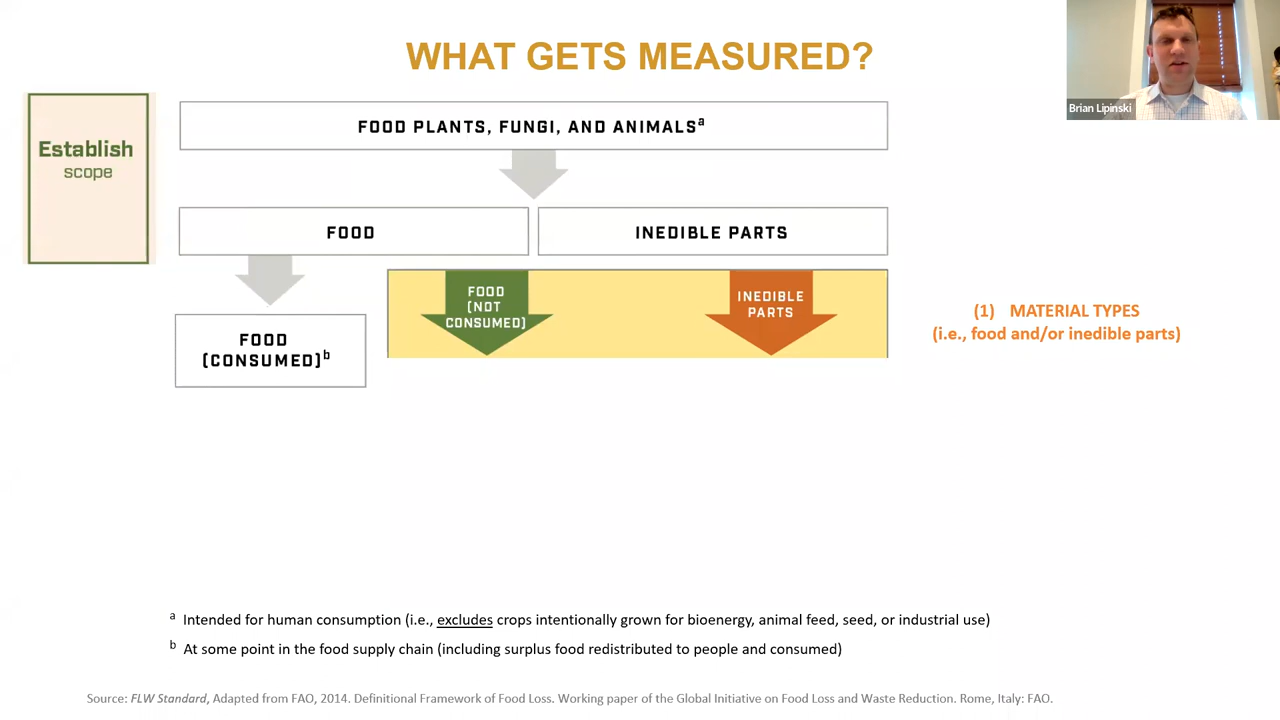 WHAT GETS MEASURED?
Brian Lipinski
Establish
scope
FOOD PLANTS, FUNGI, AND ANIMALSᵃ
FOOD
INEDIBLE PARTS
FOOD
(NOT
CONSUMED)
INEDIBLE
PARTS
FOOD
(CONSUMED)ᵇ
(1) MATERIAL TYPES
(i.e., food and/or inedible parts)
ᵃ Intended for human consumption (i.e., excludes crops intentionally grown for bioenergy, animal feed, seed, or industrial use)
ᵇ At some point in the food supply chain (including surplus food redistributed to people and consumed)
Source: FLW Standard, Adapted from FAO, 2014. Definitional Framework of Food Loss. Working paper of the Global Initiative on Food Loss and Waste Reduction. Rome, Italy: FAO.